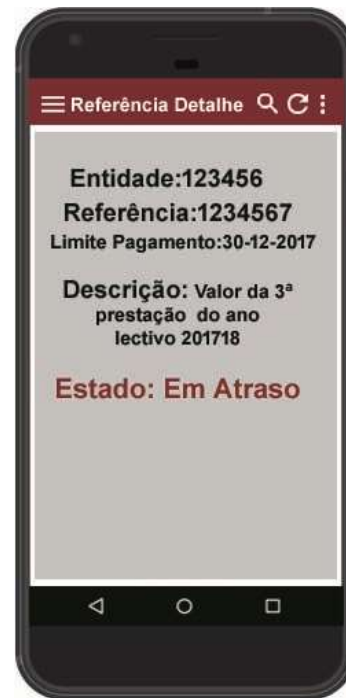 Referência Detalhe
Entidade:123456
Referência:1234567
Limite Pagamento:30-12-2017
Descrição: Valor da 3ª
prestação do ano
lectivo 201718
Estado: Em Atraso